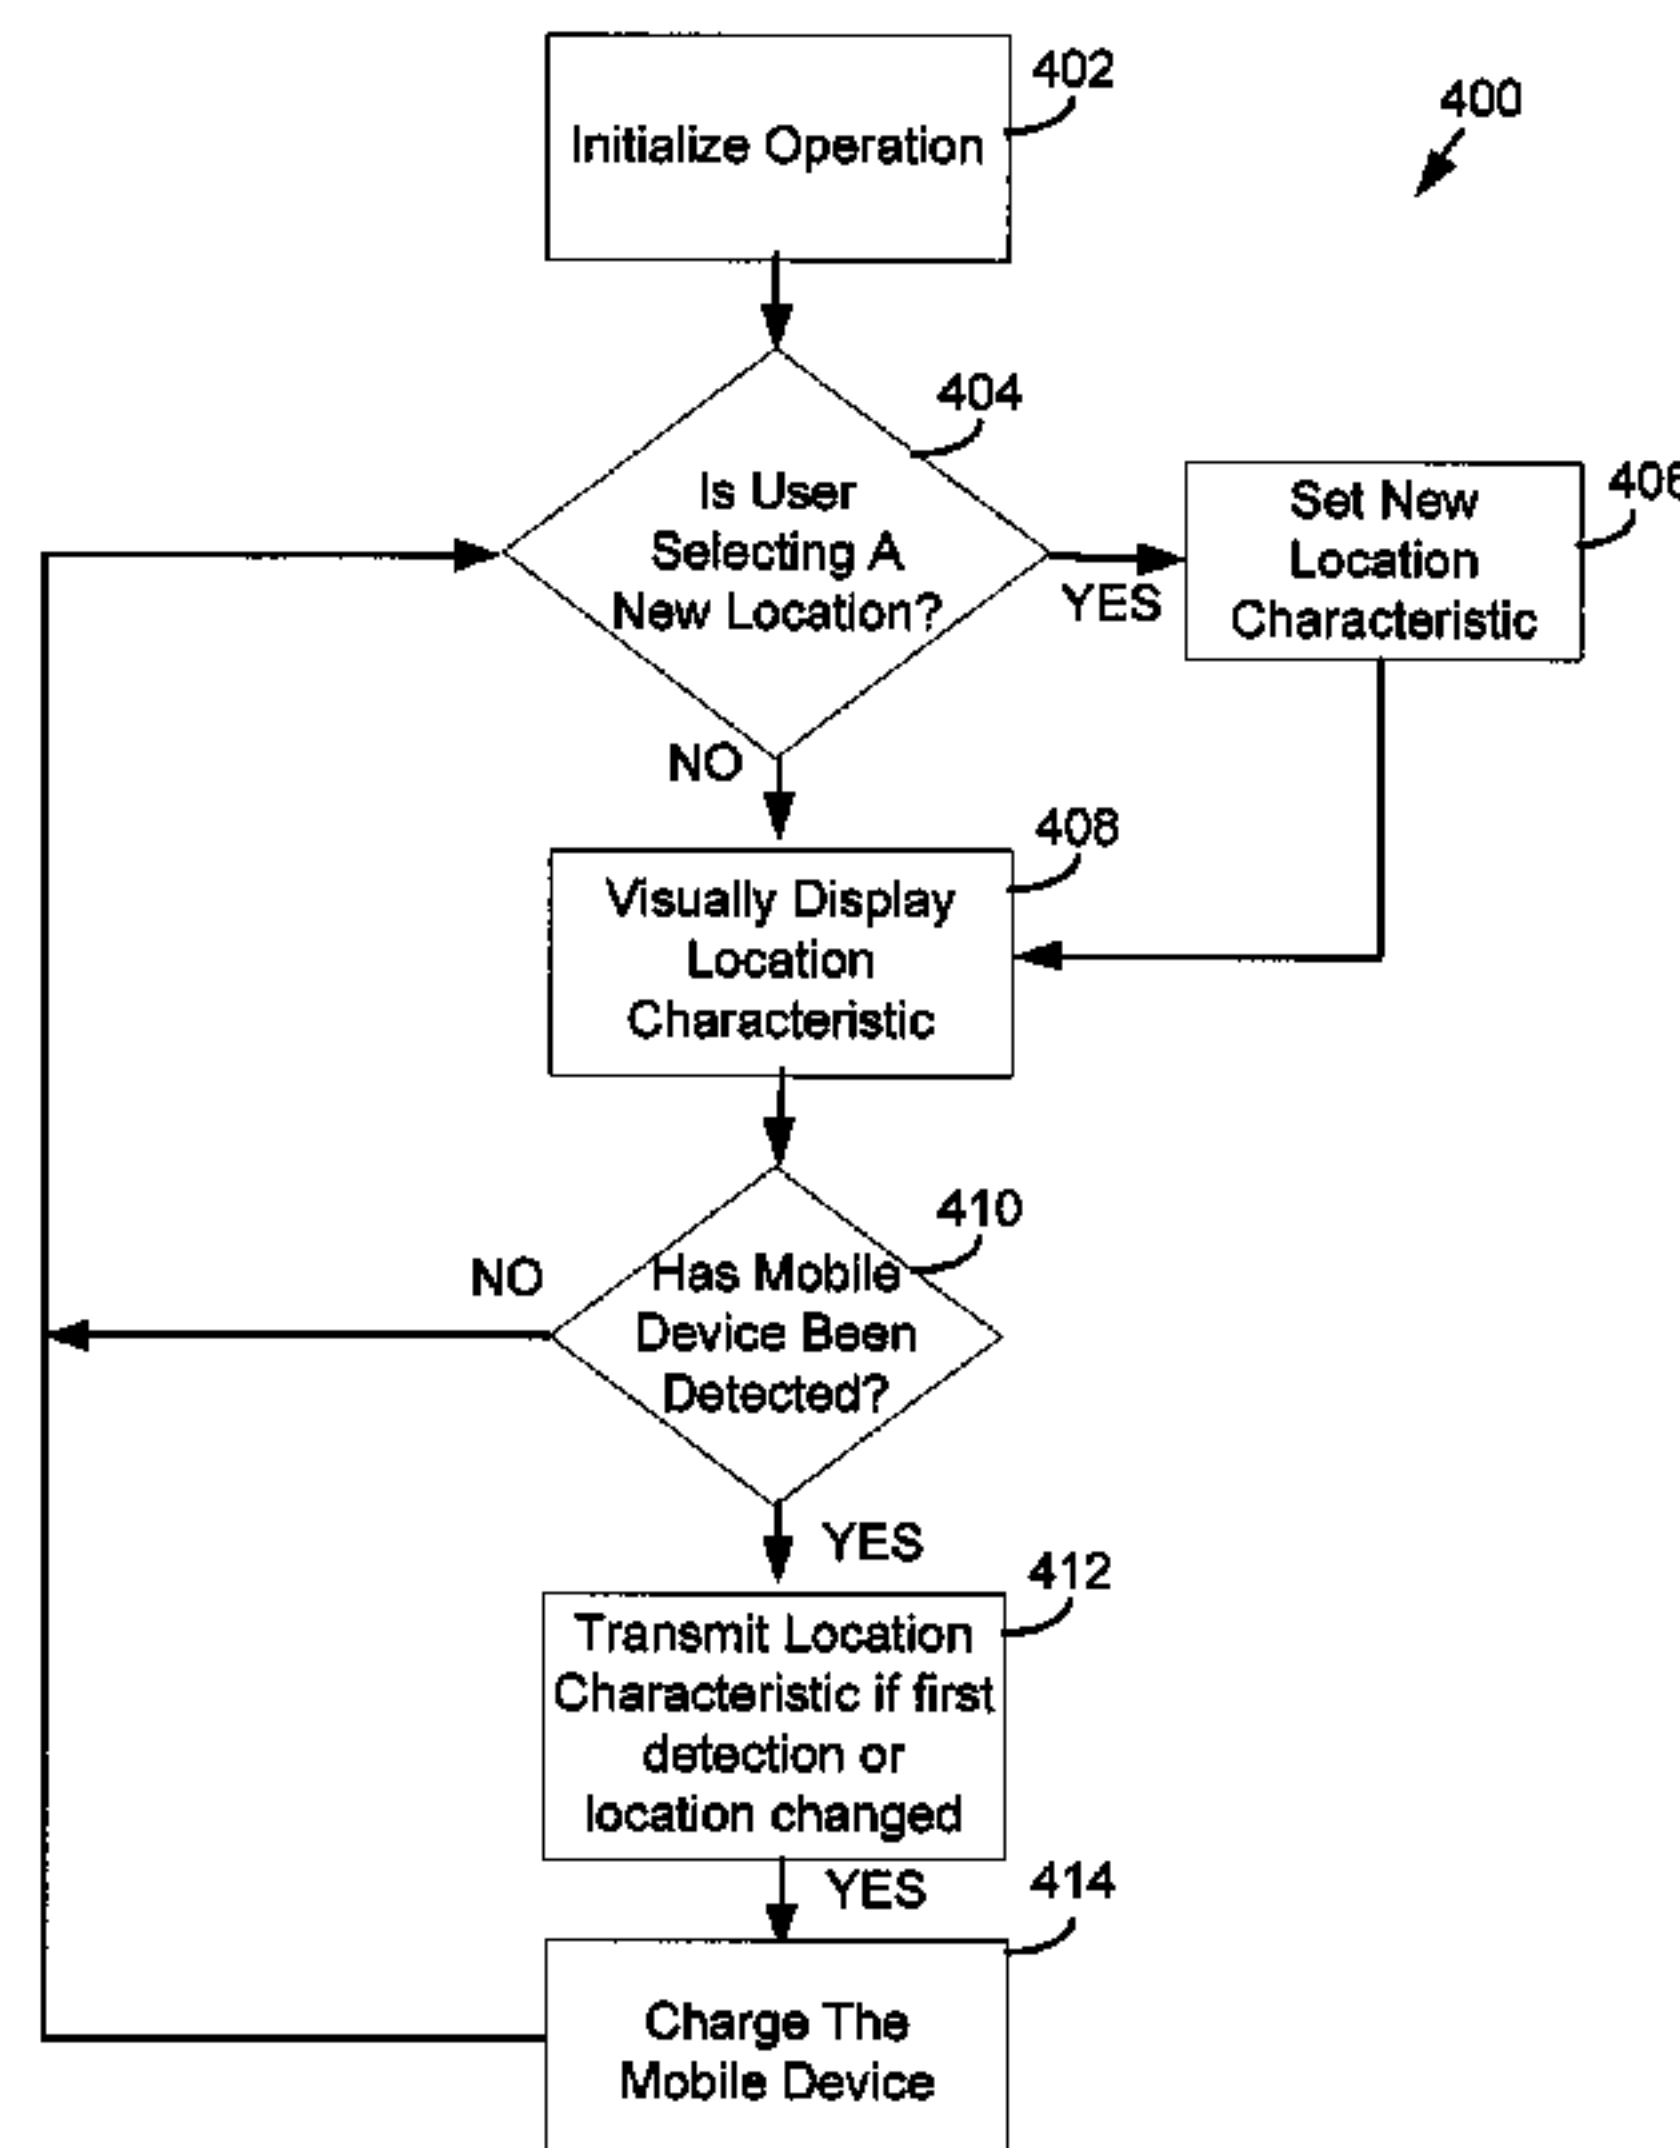 402
400
Initialize Operation
404
Is User
Selecting A
New Location?
YES
Set New
Location
Characteristic
406
NO
408
Visually Display
Location
Characteristic
410
NO
Has Mobile
Device Been
Detected?
YES
412
Transmit Location
Characteristic if first
detection or
location changed
YES
414
Charge The
Mobile Device